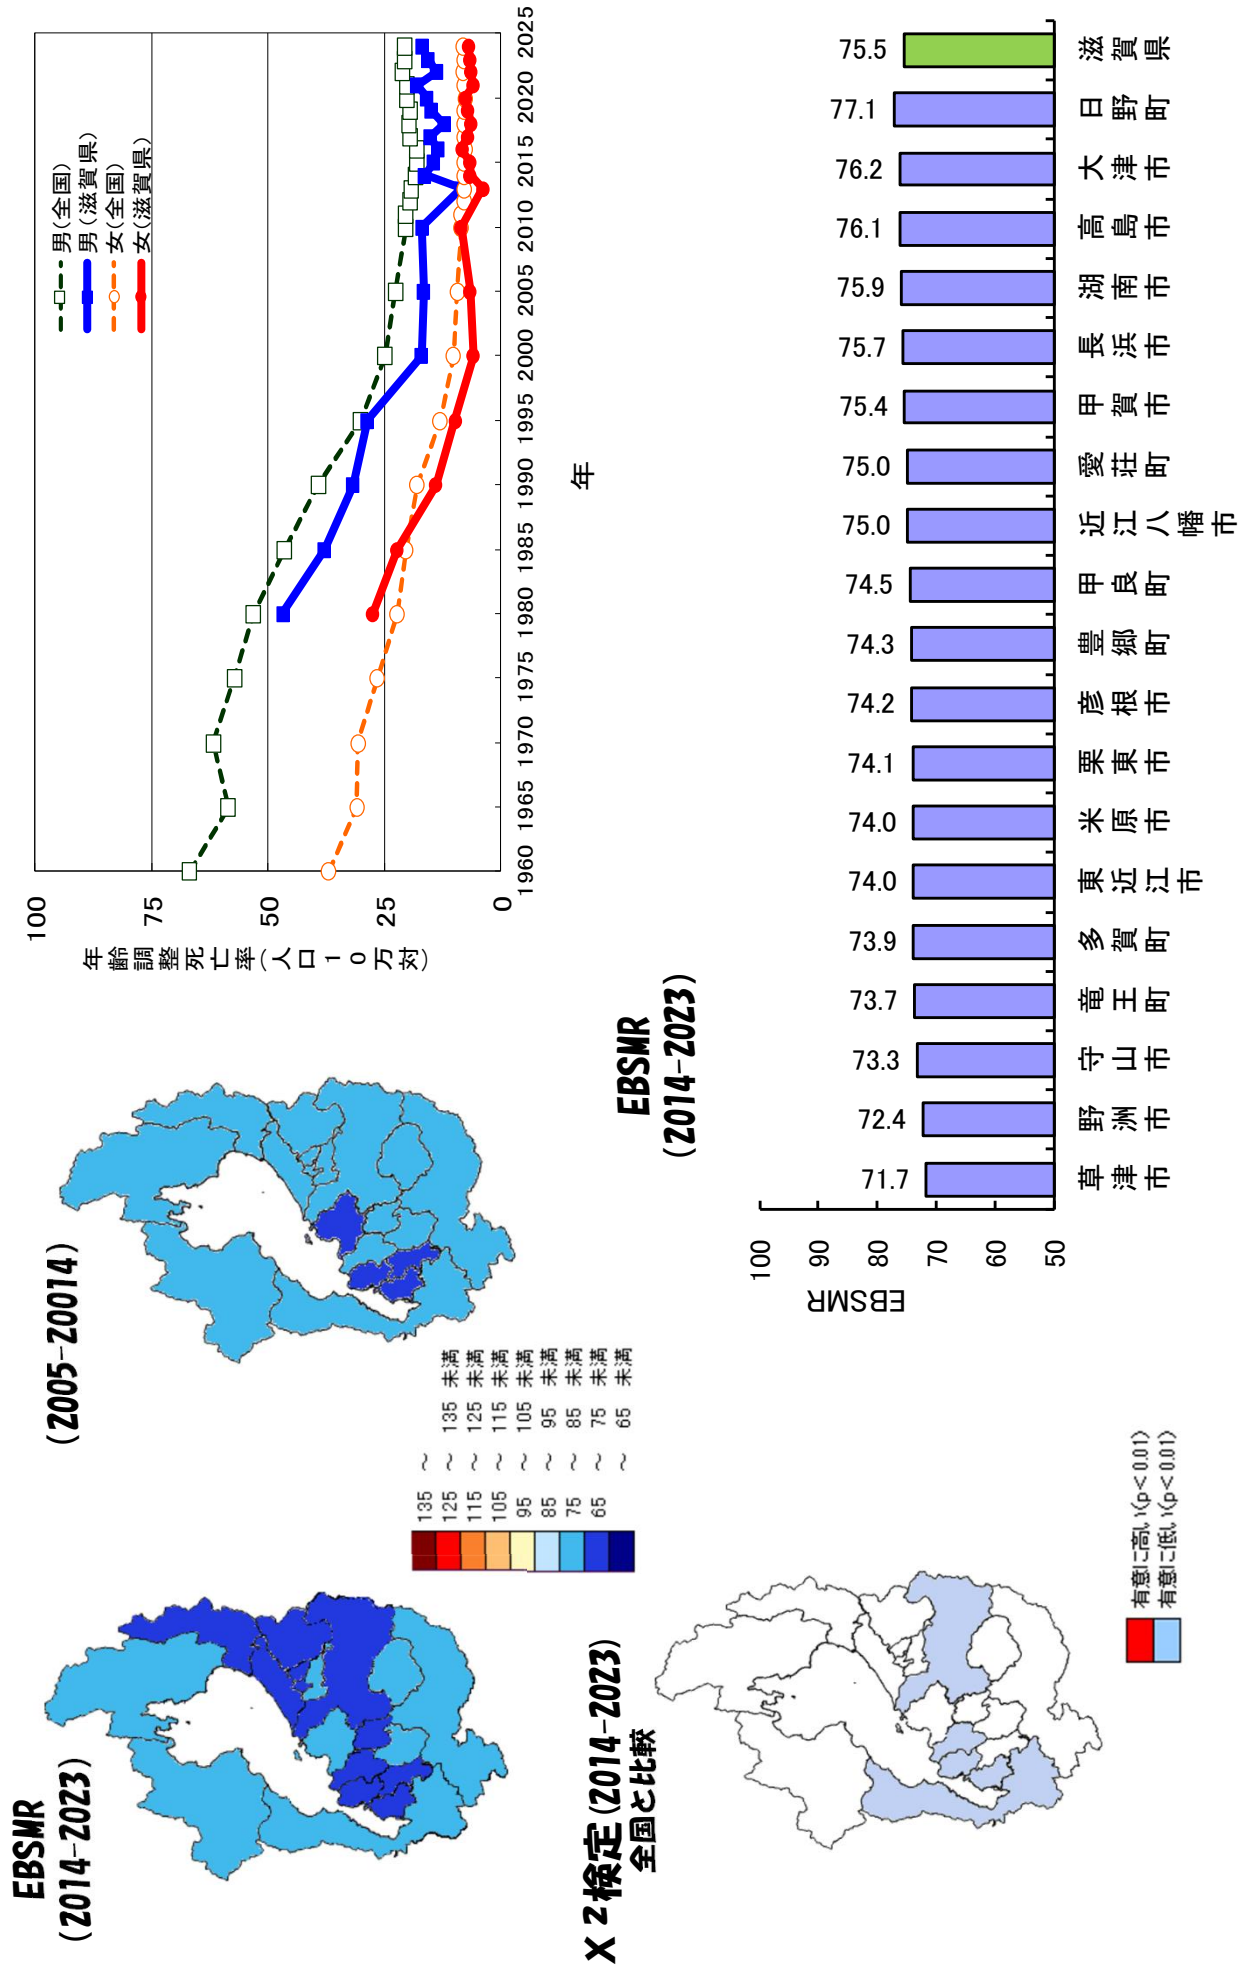 EBSMR
(2014-2023)
(2005-20014)
135 ～
125 ～ 135 未満
115 ～ 125 未満
105 ～ 115 未満
95 ～ 105 未満
85 ～ 95 未満
75 ～ 85 未満
65 ～ 75 未満
～ 65 未満
年齢調整死亡率(人口10万対)
100
75
50
25
0
1960 1965 1970 1975 1980 1985 1990 1995 2000 2005 2010 2015 2020 2025
年
男(全国)
男(滋賀県)
女(全国)
女(滋賀県)
X²検定(2014-2023)
全国と比較
有意に高い(p<0.01)
有意に低い(p<0.01)
EBSMR
(2014-2023)
EBSMR
100
90
80
70
60
50
71.7 72.4 73.3 73.7 73.9 74.0 74.0 74.1 74.2 74.3 74.5 75.0 75.0 75.4 75.7 75.9 76.1 76.2 77.1 75.5
草津市 野洲市 守山市 竜王町 多賀町 東近江市 米原市 栗東市 彦根市 豊郷町 甲良町 近江八幡市 愛荘町 甲賀市 長浜市 湖南市 高島市 大津市 日野町 滋賀県